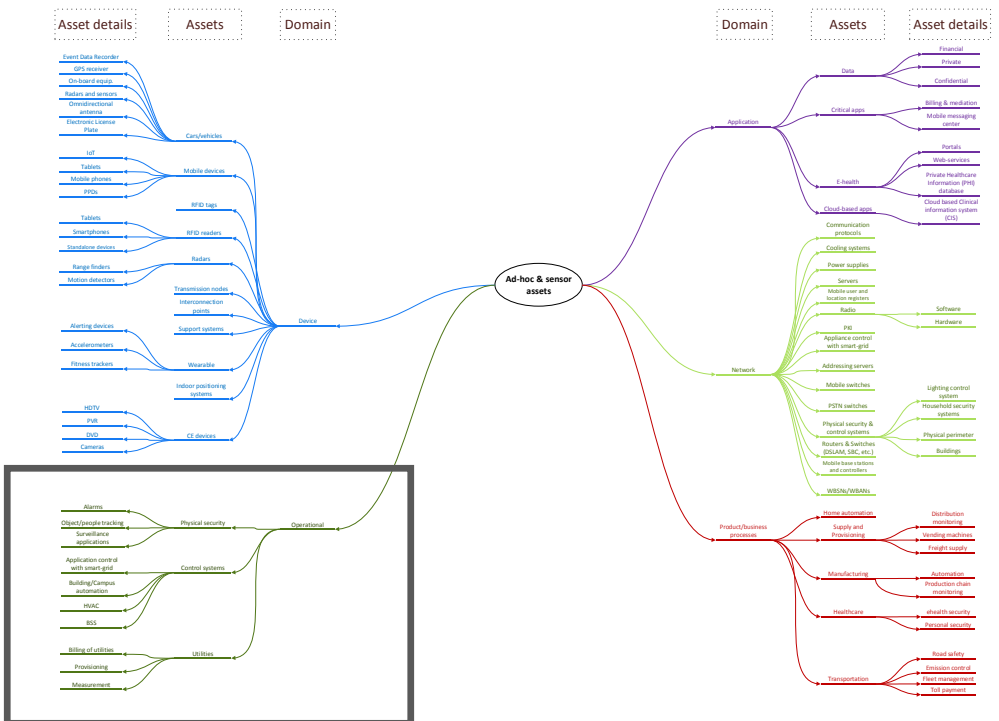 Asset details
Assets
Domain
Domain
Assets
Asset details
Event Data Recorder
GPS receiver
On-board equip.
Radars and sensors
Omnidirectional
antenna
Electronic License
Plate
Cars/vehicles
IoT
Tablets
Mobile phones
PPDs
Mobile devices
RFID tags
Tablets
Smartphones
Standalone devices
RFID readers
Range finders
Motion detectors
Radars
Transmission nodes
Interconnection
points
Support systems
Device
Alerting devices
Accelerometers
Fitness trackers
Wearable
Indoor positioning
systems
HDTV
PVR
DVD
Cameras
CE devices
Alarms
Object/people tracking
Surveillance
applications
Physical security
Operational
Application control
with smart-grid
Building/Campus
automation
HVAC
BSS
Control systems
Billing of utilities
Provisioning
Measurement
Utilities
Ad-hoc & sensor
assets
Application
Data
Financial
Private
Confidential
Critical apps
Billing & mediation
Mobile messaging
center
E-health
Portals
Web-services
Private Healthcare
Information (PHI)
database
Cloud-based apps
Cloud based Clinical
information system
(CIS)
Network
Communication
protocols
Cooling systems
Power supplies
Servers
Mobile user and
location registers
Radio
Software
Hardware
PKI
Appliance control
with smart-grid
Addressing servers
Mobile switches
PSTN switches
Physical security &
control systems
Lighting control
system
Household security
systems
Physical perimeter
Buildings
Routers & Switches
(DSLAM, SBC, etc.)
Mobile base stations
and controllers
WBSNs/WBANs
Product/business
processes
Home automation
Supply and
Provisioning
Distribution
monitoring
Vending machines
Freight supply
Manufacturing
Automation
Production chain
monitoring
Healthcare
ehealth security
Personal security
Transportation
Road safety
Emission control
Fleet management
Toll payment